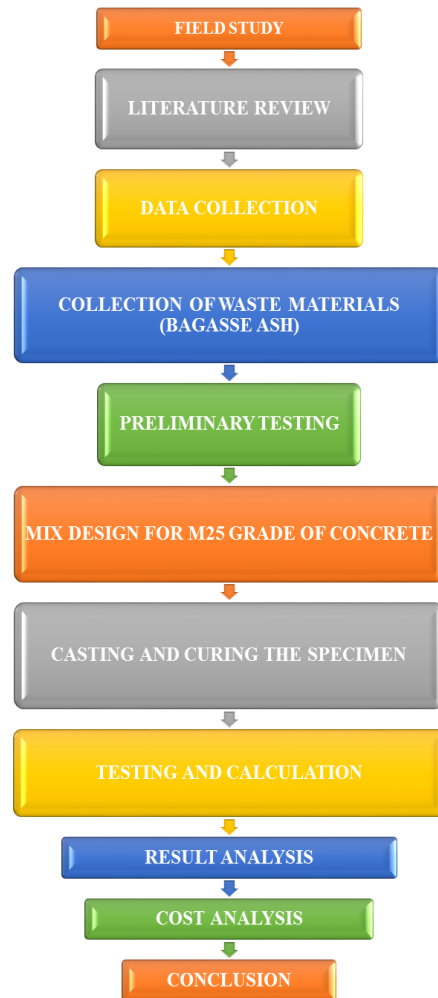 FIELD STUDY
LITERATURE REVIEW
DATA COLLECTION
COLLECTION OF WASTE MATERIALS
(BAGASSE ASH)
PRELIMINARY TESTING
MIX DESIGN FOR M25 GRADE OF CONCRETE
CASTING AND CURING THE SPECIMEN
TESTING AND CALCULATION
RESULT ANALYSIS
COST ANALYSIS
CONCLUSION